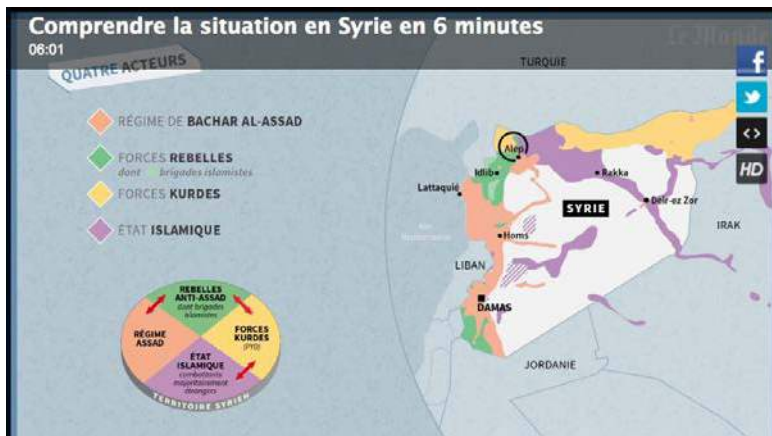 Comprendre la situation en Syrie en 6 minutes
06:01
Le Monde
QUATRE ACTEURS
RÉGIME DE BACHAR AL-ASSAD
FORCES REBELLES
dont brigades islamistes
FORCES KURDES
ÉTAT ISLAMIQUE
REBELLES
ANTI-ASSAD
dont brigades
islamistes
RÉGIME
ASSAD
FORCES
KURDES
(PYD)
ÉTAT
ISLAMIQUE
combattants
majoritairement
étrangers
TERRITOIRE SYRIEN
TURQUIE
Alep
Idlib
Rakka
Lattaquié
Deir-ez Zor
SYRIE
IRAK
Homs
LIBAN
DAMAS
JORDANIE
f
<>
HD